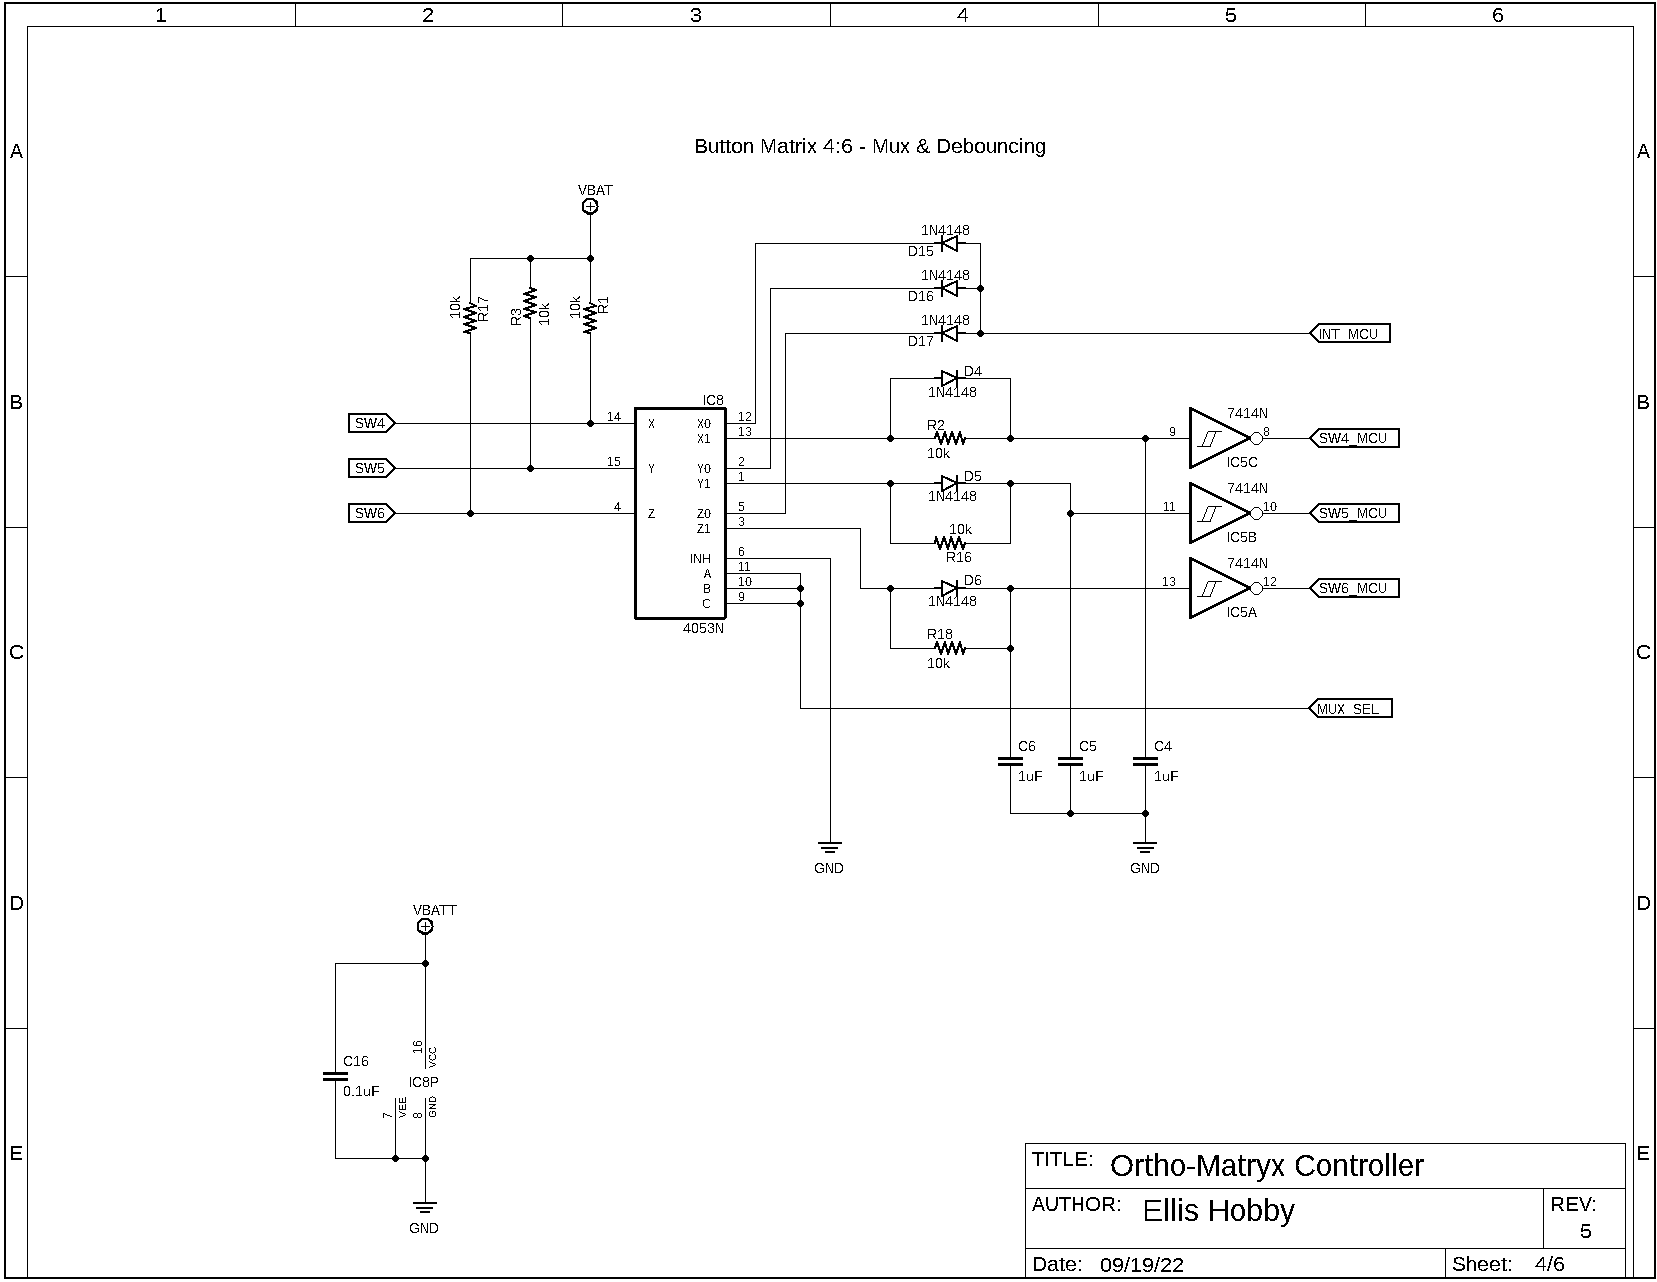 1 2 3 4 5 6
A A
Button Matrix 4:6 - Mux & Debouncing
VBAT
1N4148
D15
1N4148
D16
10k R17
R3 10k
10k R1
1N4148
D17
INT_MCU
D4
1N4148
B B
IC8
SW4 14 X X0 12
X1 13
R2
10k
9 7414N 8
IC5C
SW4_MCU
SW5 15 Y Y0 2
Y1 1
D5
1N4148
11 7414N 10
IC5B
SW5_MCU
SW6 4 Z Z0 5
Z1 3
10k
R16
INH 6
A 11
B 10
C 9
4053N
D6
1N4148
13 7414N 12
IC5A
SW6_MCU
R18
10k
C C
MUX_SEL
C6 C5 C4
1uF 1uF 1uF
GND GND
D D
VBATT
16 VCC
C16
0.1uF
IC8P
7 VEE 8 GND
GND
E E
TITLE: Ortho-Matryx Controller
AUTHOR: Ellis Hobby
REV:
5
Date: 09/19/22 Sheet: 4/6